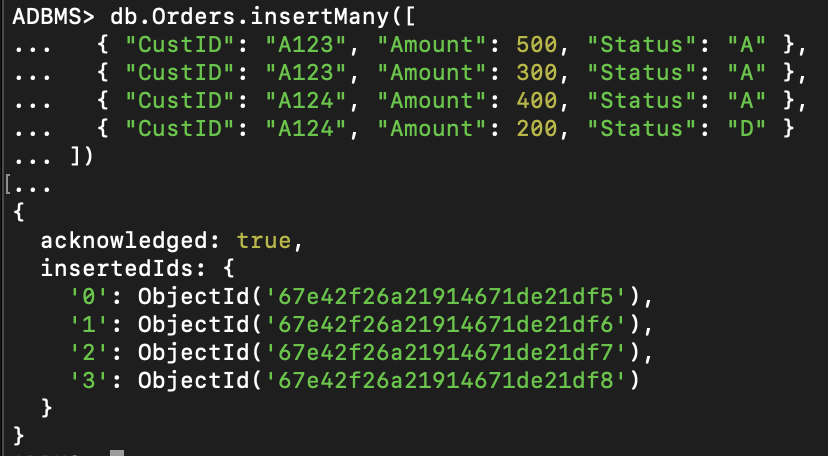 ADBMS> db.Orders.insertMany([
...   { "CustID": "A123", "Amount": 500, "Status": "A" },
...   { "CustID": "A123", "Amount": 300, "Status": "A" },
...   { "CustID": "A124", "Amount": 400, "Status": "A" },
...   { "CustID": "A124", "Amount": 200, "Status": "D" }
... ])
[...
{
  acknowledged: true,
  insertedIds: {
    '0': ObjectId('67e42f26a21914671de21df5'),
    '1': ObjectId('67e42f26a21914671de21df6'),
    '2': ObjectId('67e42f26a21914671de21df7'),
    '3': ObjectId('67e42f26a21914671de21df8')
  }
}